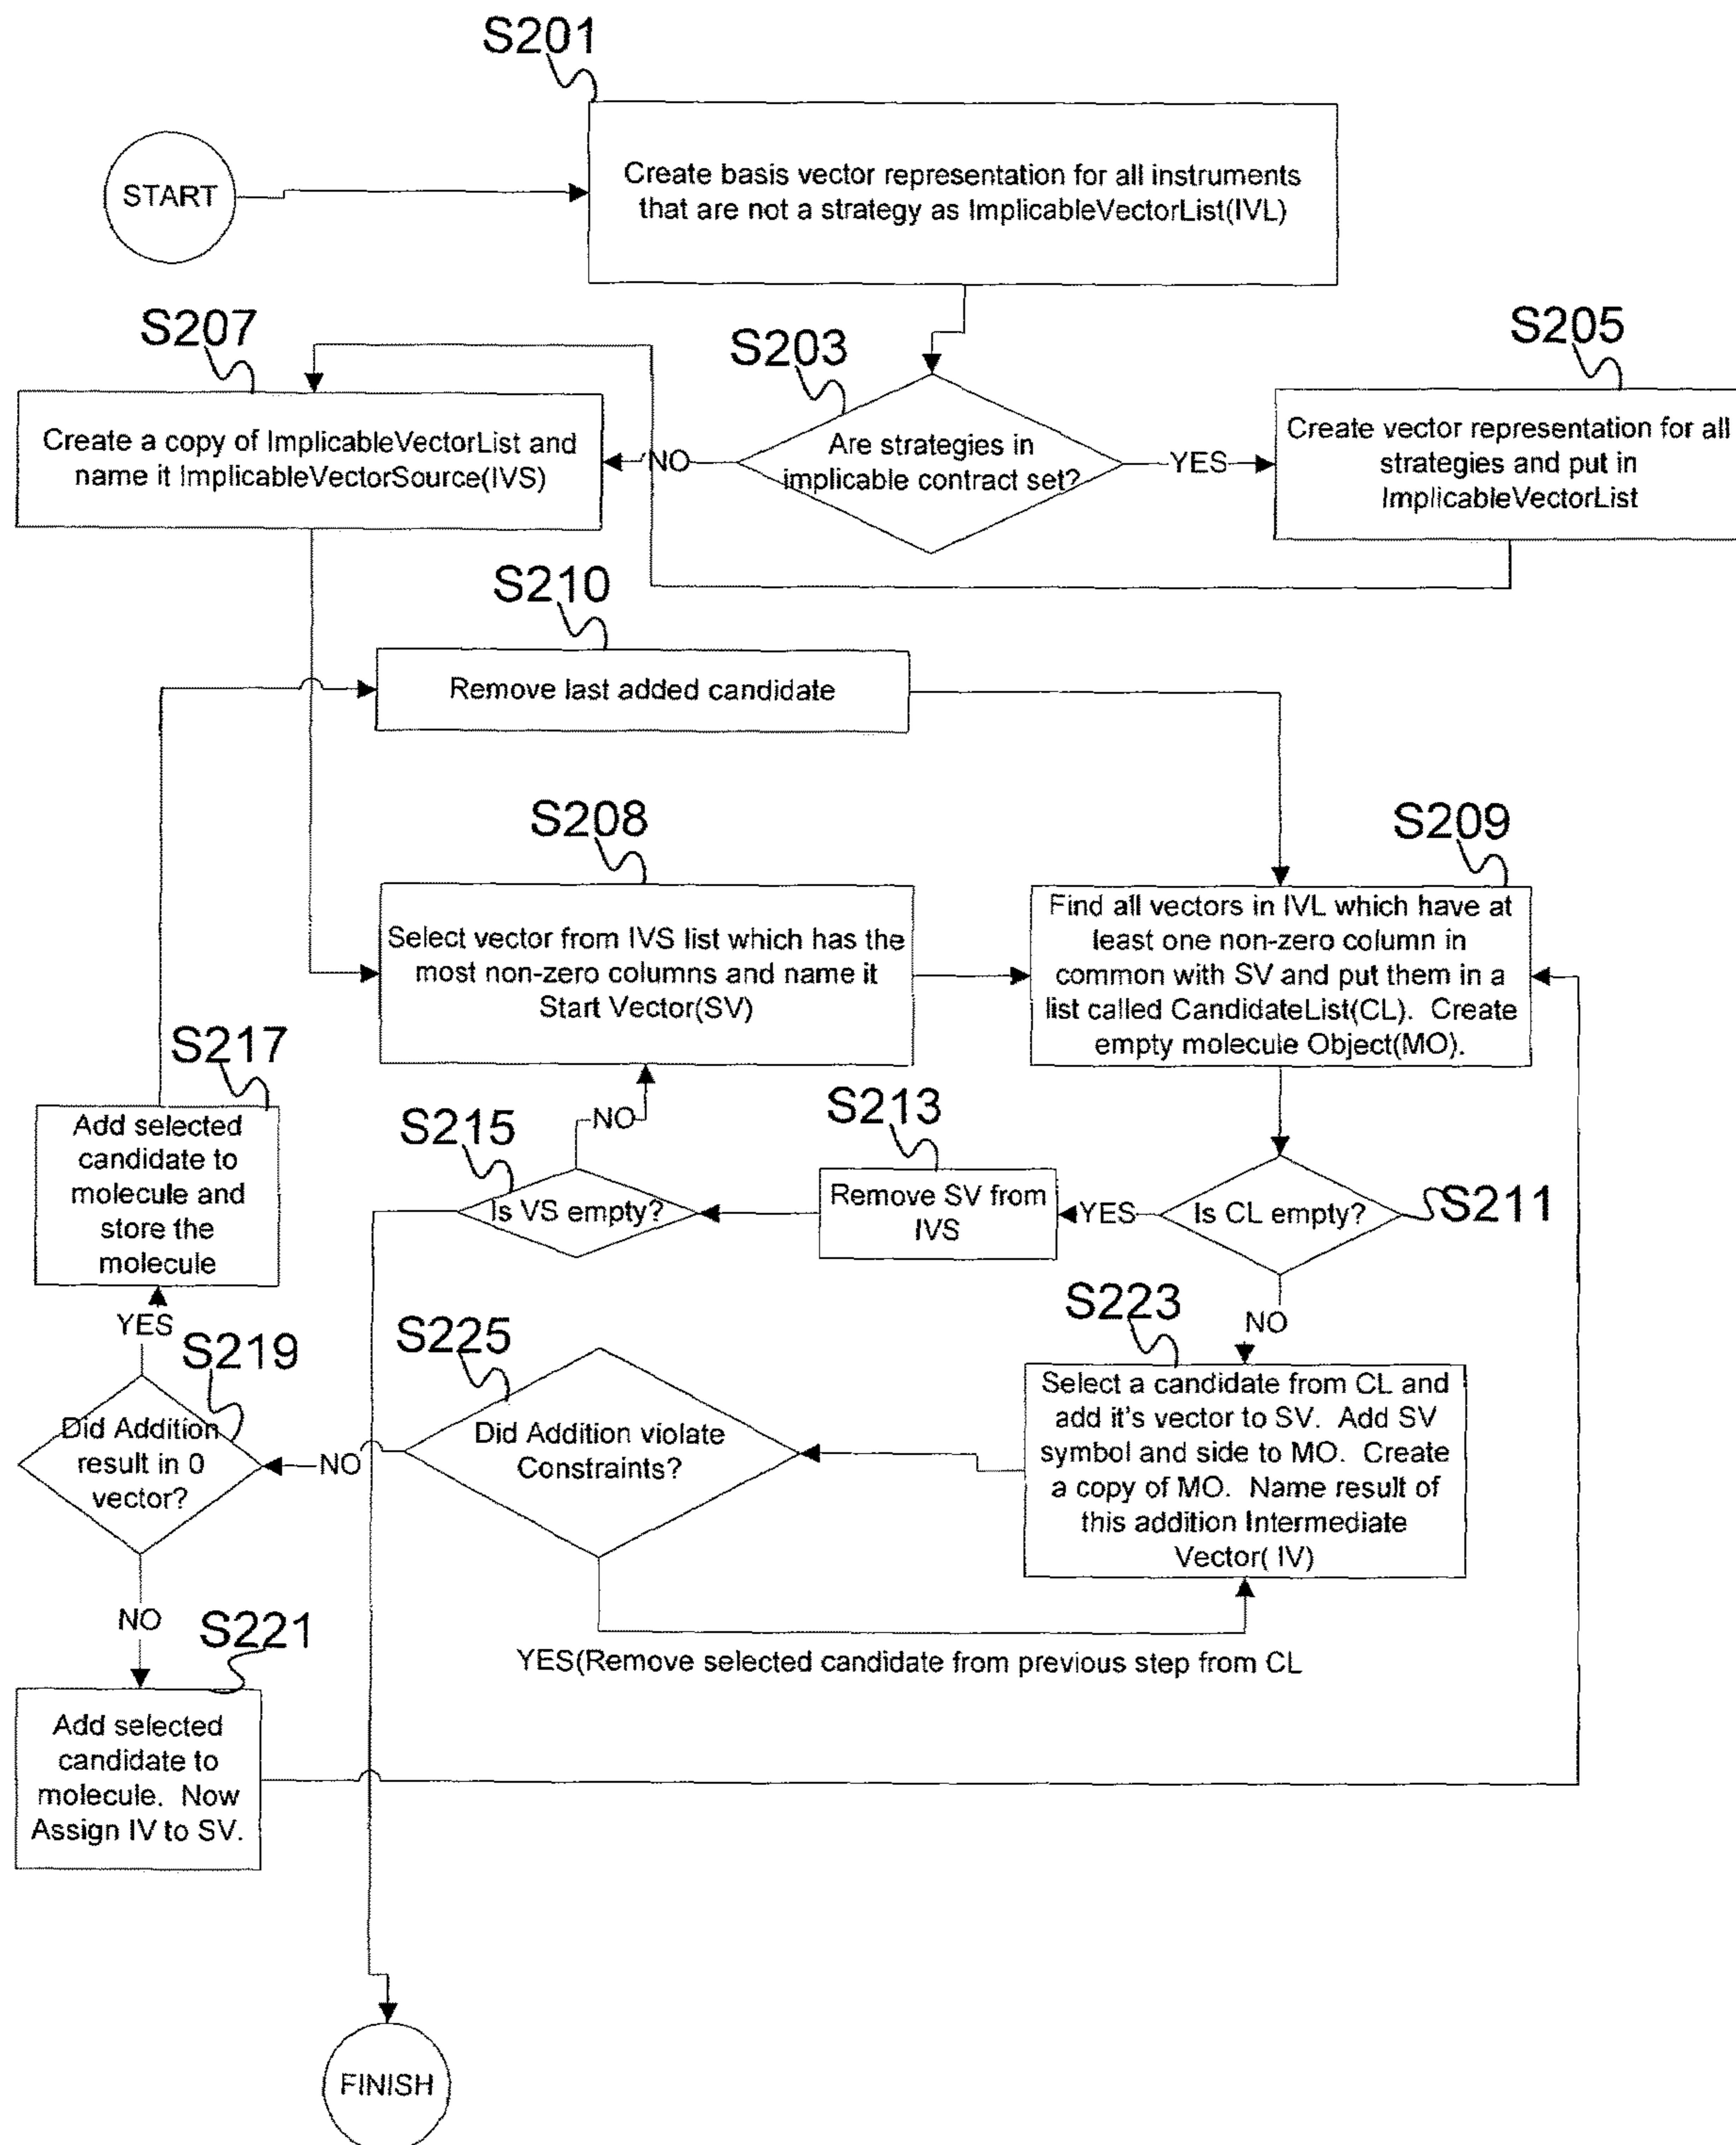 S201
START
Create basis vector representation for all instruments
that are not a strategy as ImplicableVectorList(IVL)
S207
S203
S205
Create a copy of ImplicableVectorList and
name it ImplicableVectorSource(IVS)
NO
Are strategies in
implicable contract set?
YES
Create vector representation for all
strategies and put in
ImplicableVectorList
S210
Remove last added candidate
S208
S209
Select vector from IVS list which has the
most non-zero columns and name it
Start Vector(SV)
Find all vectors in IVL which have at
least one non-zero column in
common with SV and put them in a
list called CandidateList(CL). Create
empty molecule Object(MO).
S217
Add selected
candidate to
molecule and
store the
molecule
S215
NO
S213
Is VS empty?
Remove SV from
IVS
YES
Is CL empty?
S211
YES
S219
S225
S223
NO
Did Addition
result in 0
vector?
NO
Did Addition violate
Constraints?
Select a candidate from CL and
add it's vector to SV. Add SV
symbol and side to MO. Create
a copy of MO. Name result of
this addition Intermediate
Vector( IV)
NO
S221
YES(Remove selected candidate from previous step from CL
Add selected
candidate to
molecule. Now
Assign IV to SV.
FINISH